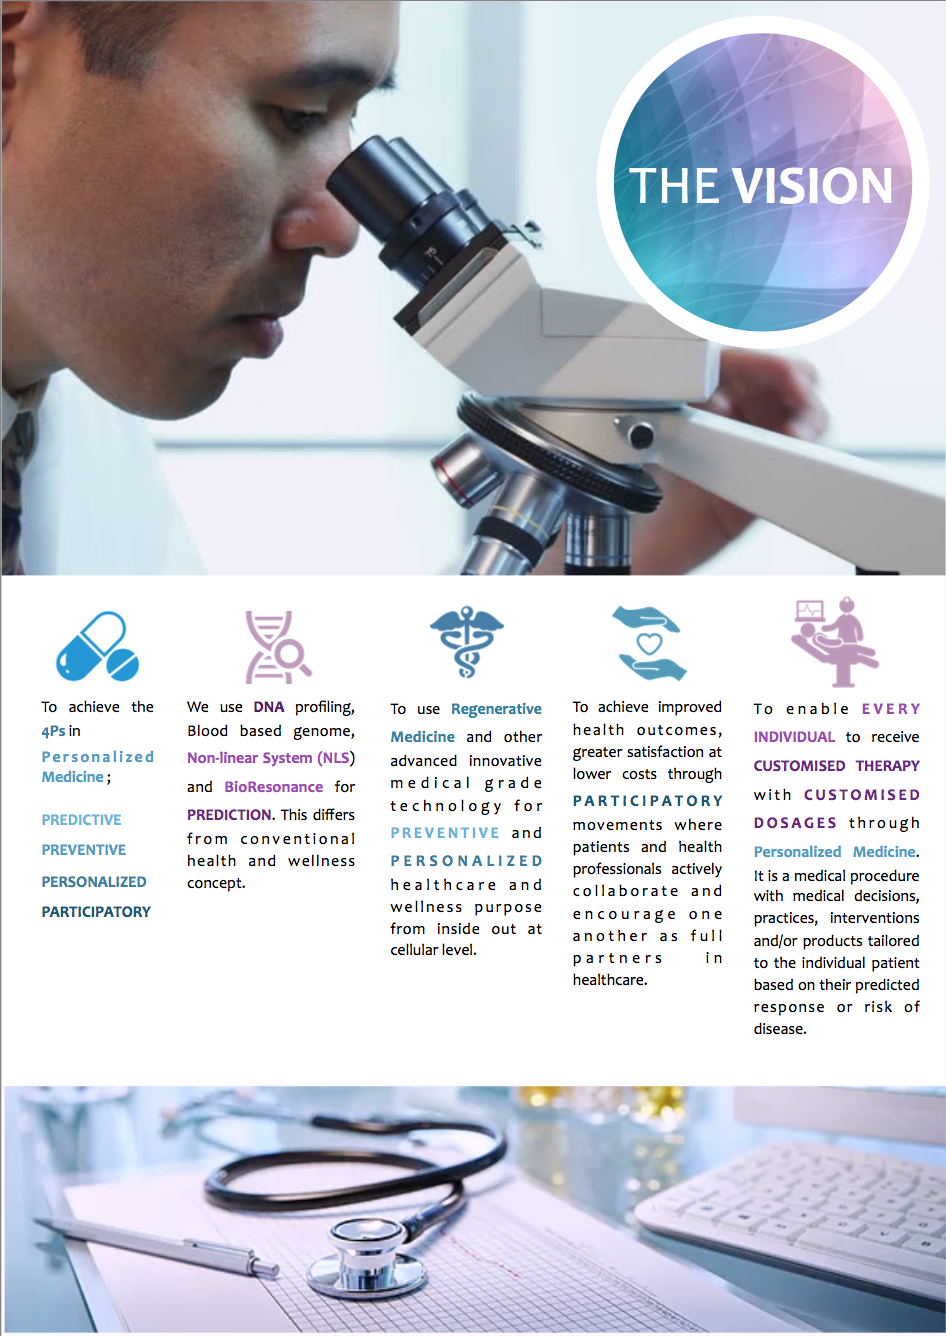 THE VISION
To achieve the
4Ps in
Personalized
Medicine ;
PREDICTIVE
PREVENTIVE
PERSONALIZED
PARTICIPATORY
We use DNA profiling,
Blood based genome,
Non-linear System (NLS)
and BioResonance for
PREDICTION. This differs
from conventional
health and wellness
concept.
To use Regenerative
Medicine and other
advanced innovative
medical grade
technology for
PREVENTIVE and
PERSONALIZED
healthcare and
wellness purpose
from inside out at
cellular level.
To achieve improved
health outcomes,
greater satisfaction at
lower costs through
PARTICIPATORY
movements where
patients and health
professionals actively
collaborate and
encourage one
another as full
partners in
healthcare.
To enable EVERY
INDIVIDUAL to receive
CUSTOMISED THERAPY
with CUSTOMISED
DOSAGES through
Personalized Medicine.
It is a medical procedure
with medical decisions,
practices, interventions
and/or products tailored
to the individual patient
based on their predicted
response or risk of
disease.